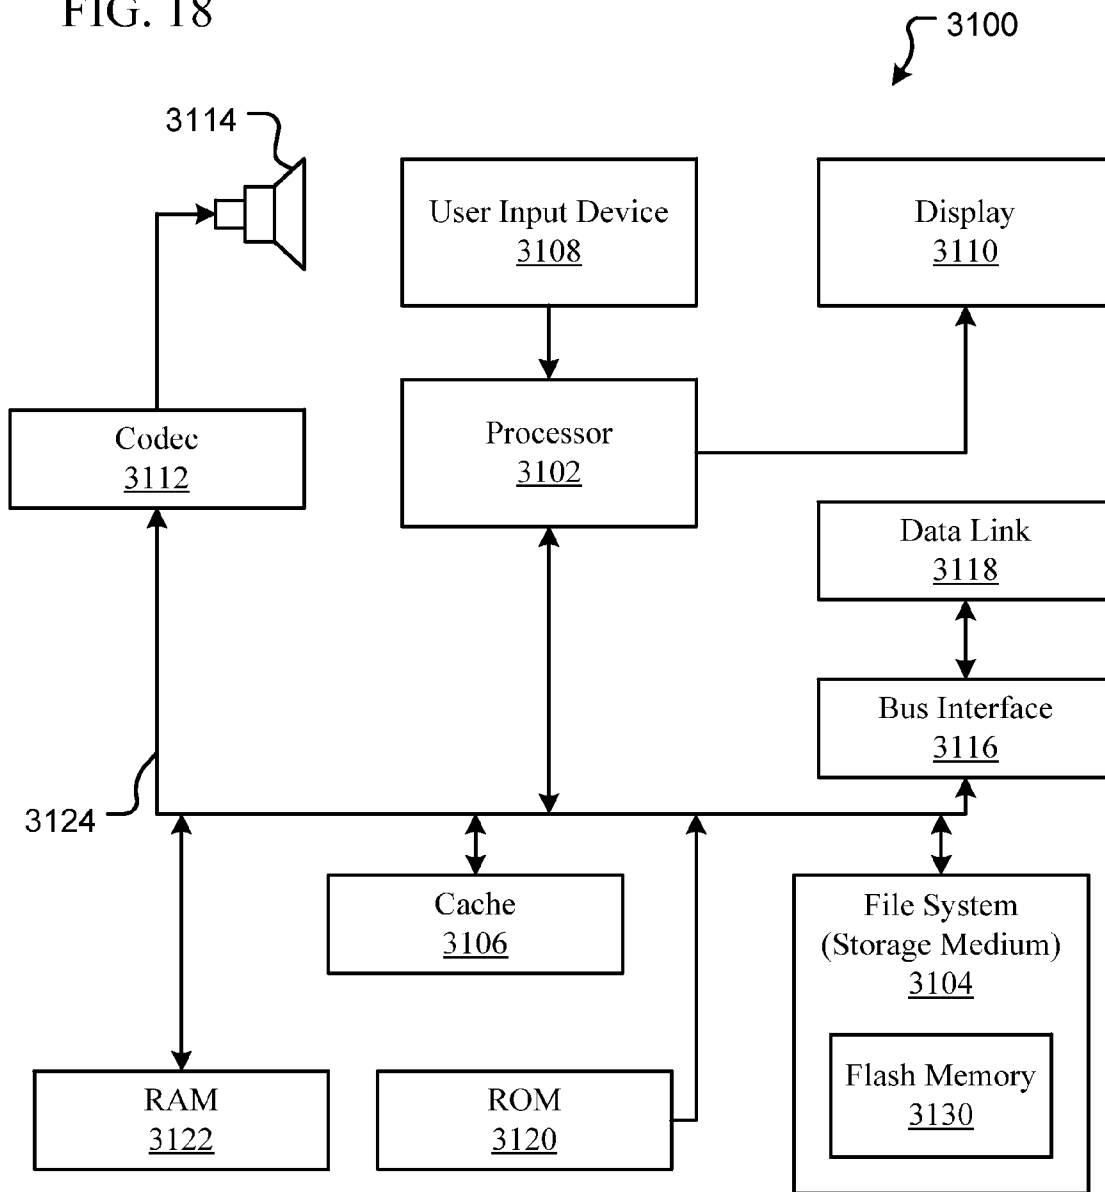 FIG. 18
3100
3114
User Input Device
3108
Display
3110
Codec
3112
Processor
3102
Data Link
3118
Bus Interface
3116
3124
Cache
3106
File System
(Storage Medium)
3104
Flash Memory
3130
RAM
3122
ROM
3120